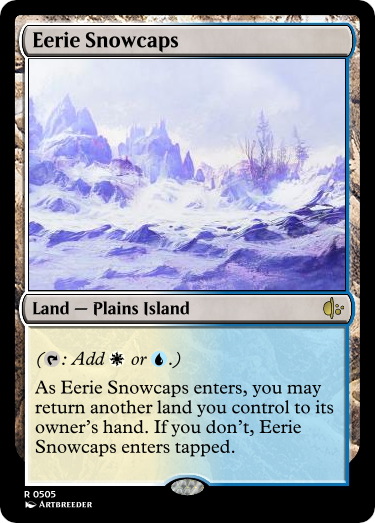 Eerie Snowcaps
Land — Plains Island
(: Add or .)
As Eerie Snowcaps enters, you may
return another land you control to its
owner's hand. If you don't, Eerie
Snowcaps enters tapped.
R 0505
Artbreeder